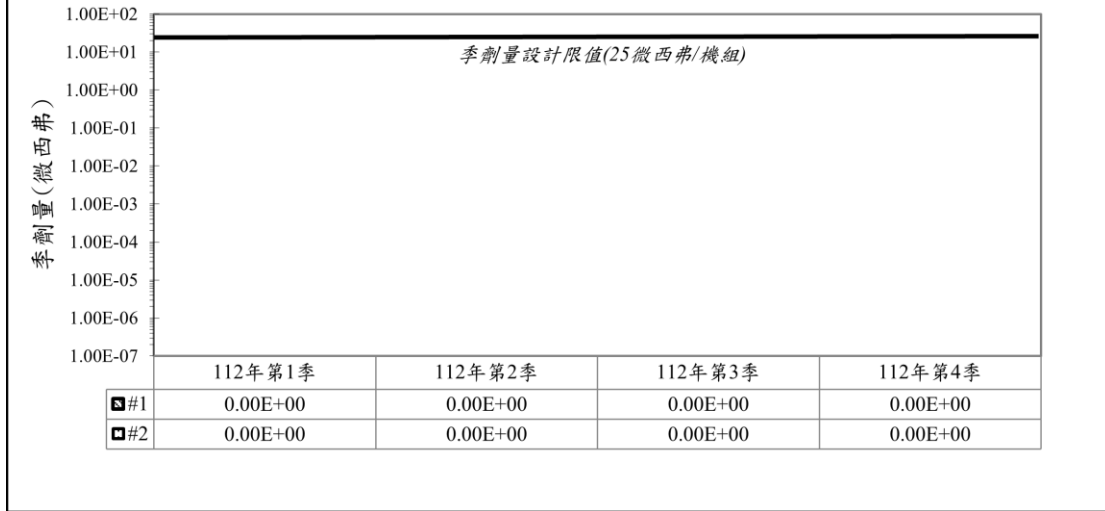 1.00E+02
1.00E+01
1.00E+00
1.00E-01
1.00E-02
1.00E-03
1.00E-04
1.00E-05
1.00E-06
1.00E-07
季劑量(微西弗)
季劑量設計限值(25微西弗/機組)
112年第1季 112年第2季 112年第3季 112年第4季
#1 0.00E+00 0.00E+00 0.00E+00 0.00E+00
#2 0.00E+00 0.00E+00 0.00E+00 0.00E+00